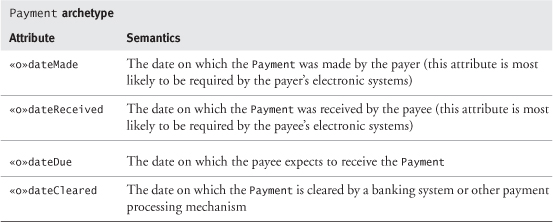 Payment archetype
Attribute Semantics
«o»dateMade The date on which the Payment was made by the payer (this attribute is most
likely to be required by the payer's electronic systems)
«o»dateReceived The date on which the Payment was received by the payee (this attribute is most
likely to be required by the payee's electronic systems)
«o»dateDue The date on which the payee expects to receive the Payment
«o»dateCleared The date on which the Payment is cleared by a banking system or other payment
processing mechanism